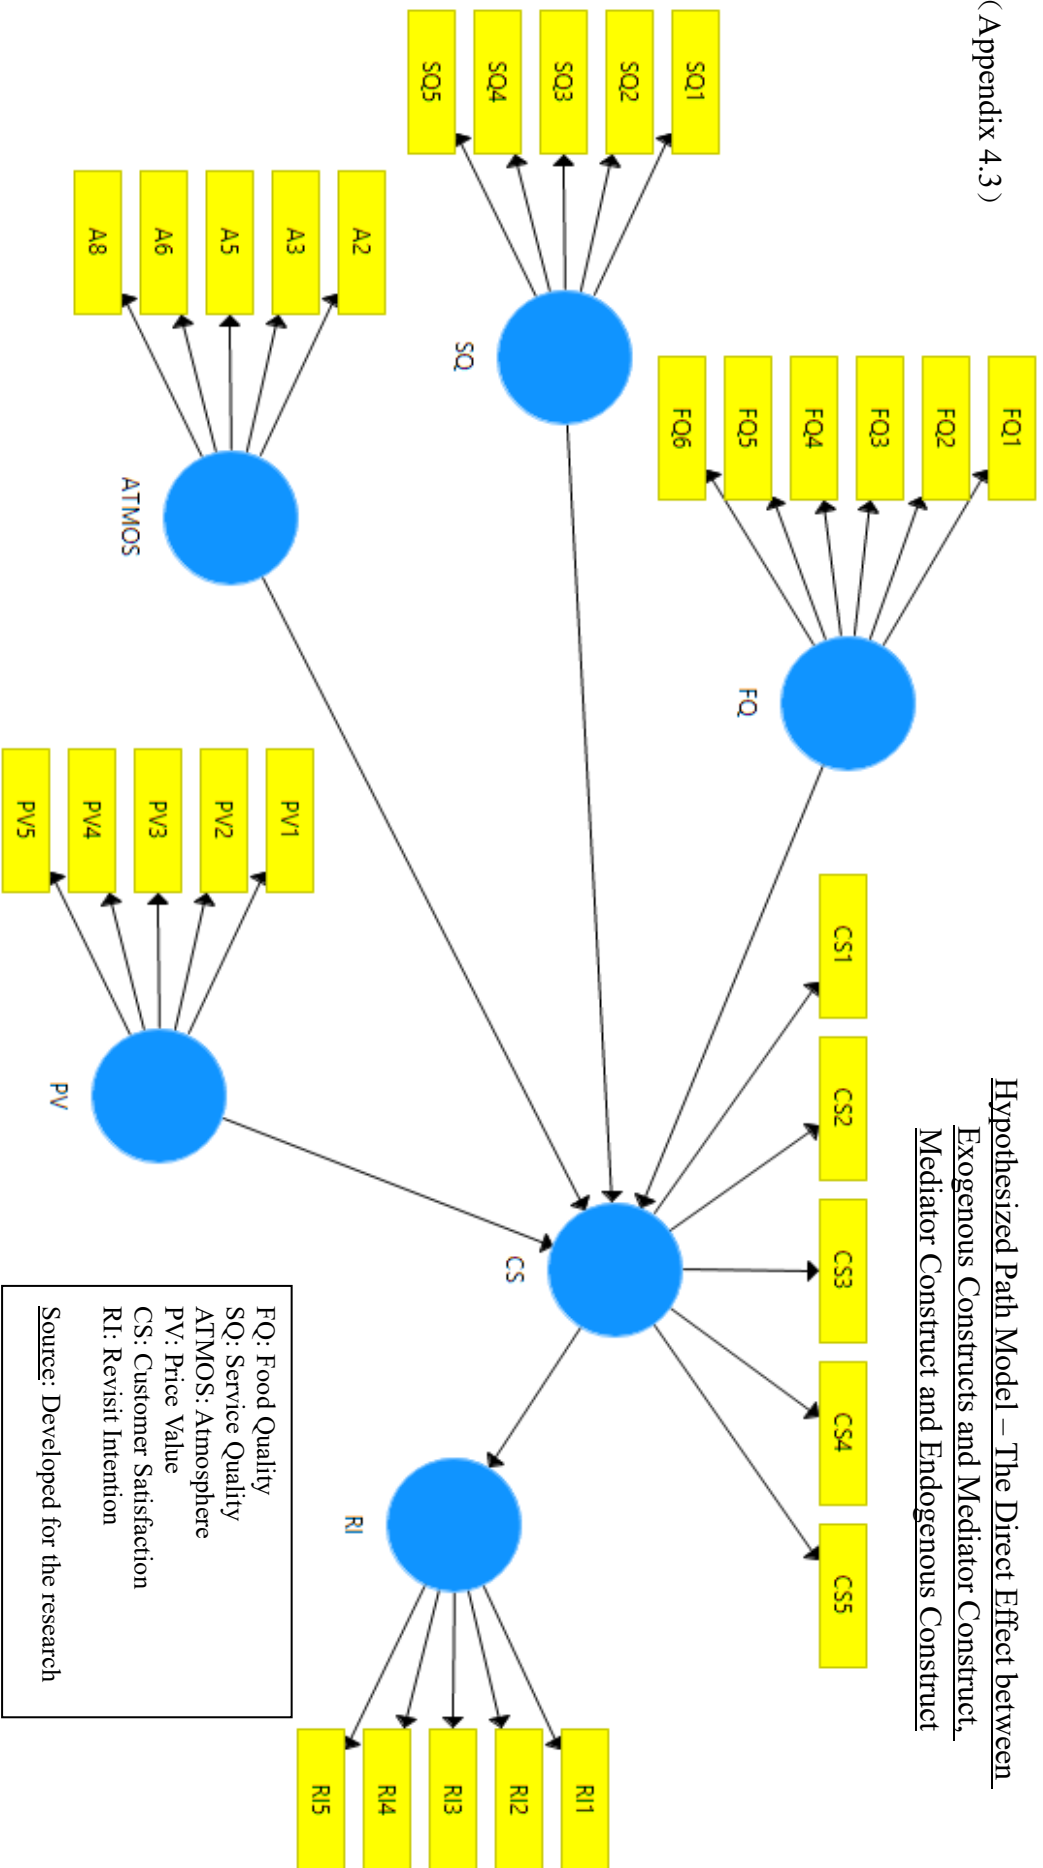 （Appendix 4.3）
Hypothesized Path Model – The Direct Effect between
Exogenous Constructs and Mediator Construct,
Mediator Construct and Endogenous Construct
FQ1
FQ2
FQ3
FQ4
FQ5
FQ6
FQ
SQ1
SQ2
SQ3
SQ4
SQ5
SQ
A2
A3
A5
A6
A8
ATMOS
PV1
PV2
PV3
PV4
PV5
PV
CS1
CS2
CS3
CS4
CS5
CS
RI1
RI2
RI3
RI4
RI5
RI
FQ: Food Quality
SQ: Service Quality
ATMOS: Atmosphere
PV: Price Value
CS: Customer Satisfaction
RI: Revisit Intention
Source: Developed for the research